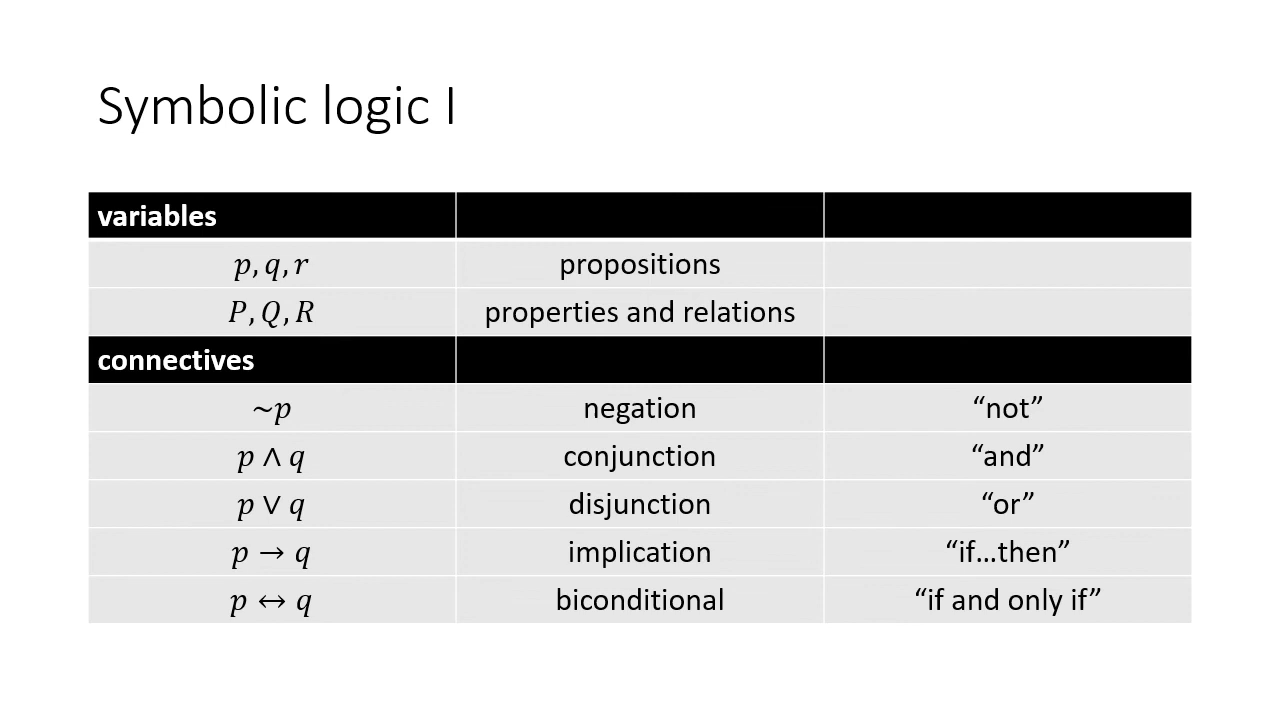 Symbolic logic I
variables
p, q, r propositions
P, Q, R properties and relations
connectives
~p negation “not”
p ∧ q conjunction “and”
p ∨ q disjunction “or”
p → q implication “if…then”
p ↔ q biconditional “if and only if”